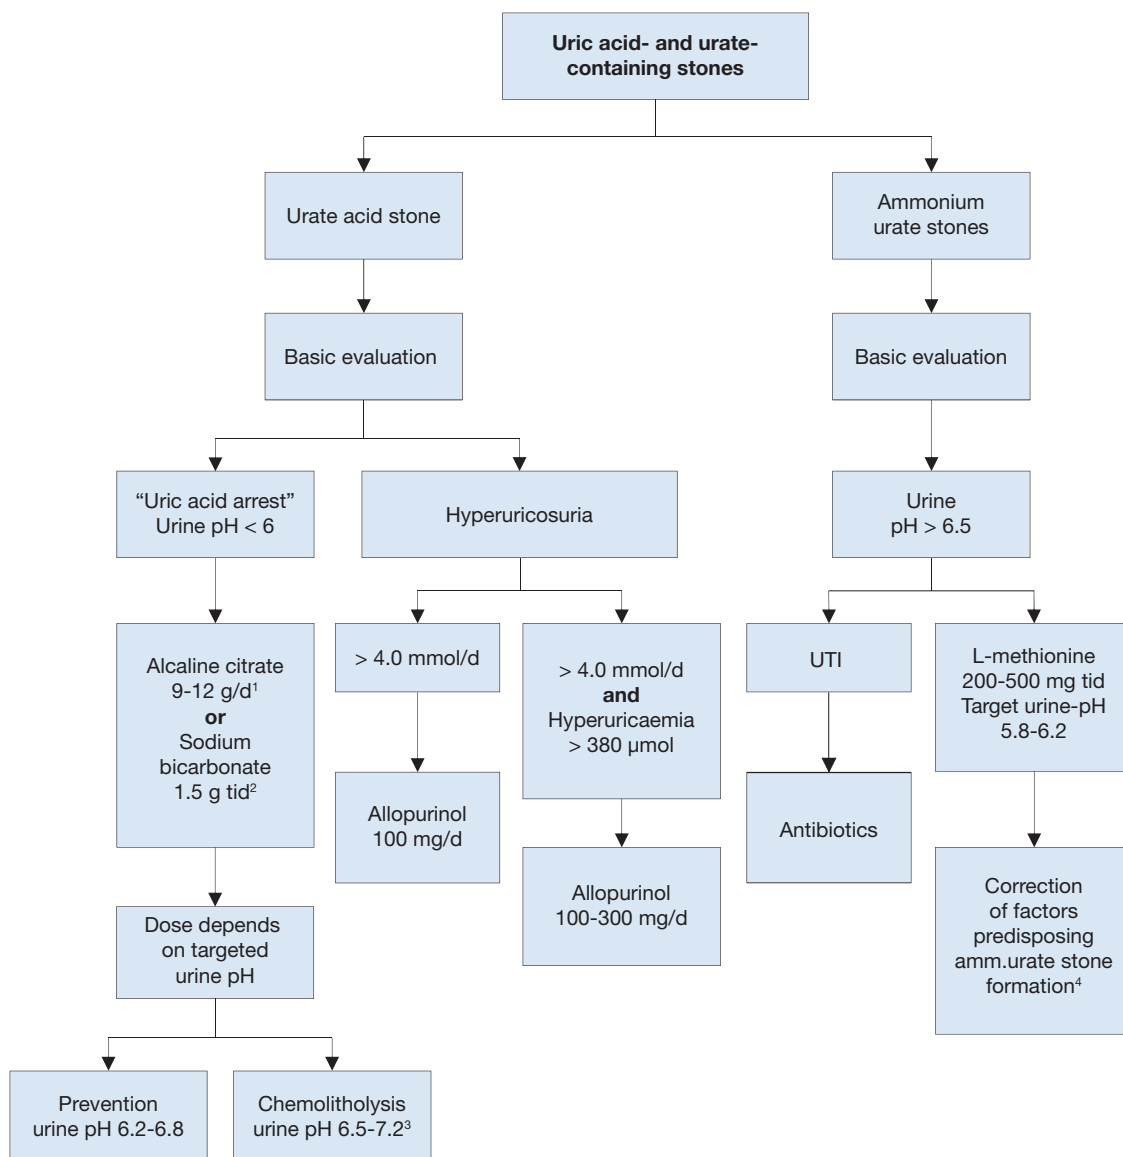 Uric acid- and urate-
containing stones
Urate acid stone
Ammonium
urate stones
Basic evaluation
Basic evaluation
“Uric acid arrest”
Urine pH < 6
Hyperuricosuria
Urine
pH > 6.5
Alcaline citrate
9-12 g/d¹
or
Sodium
bicarbonate
1.5 g tid²
> 4.0 mmol/d
> 4.0 mmol/d
and
Hyperuricaemia
> 380 µmol
UTI
L-methionine
200-500 mg tid
Target urine-pH
5.8-6.2
Allopurinol
100 mg/d
Antibiotics
Allopurinol
100-300 mg/d
Correction
of factors
predisposing
amm.urate stone
formation⁴
Dose depends
on targeted
urine pH
Prevention
urine pH 6.2-6.8
Chemolitholysis
urine pH 6.5-7.2³